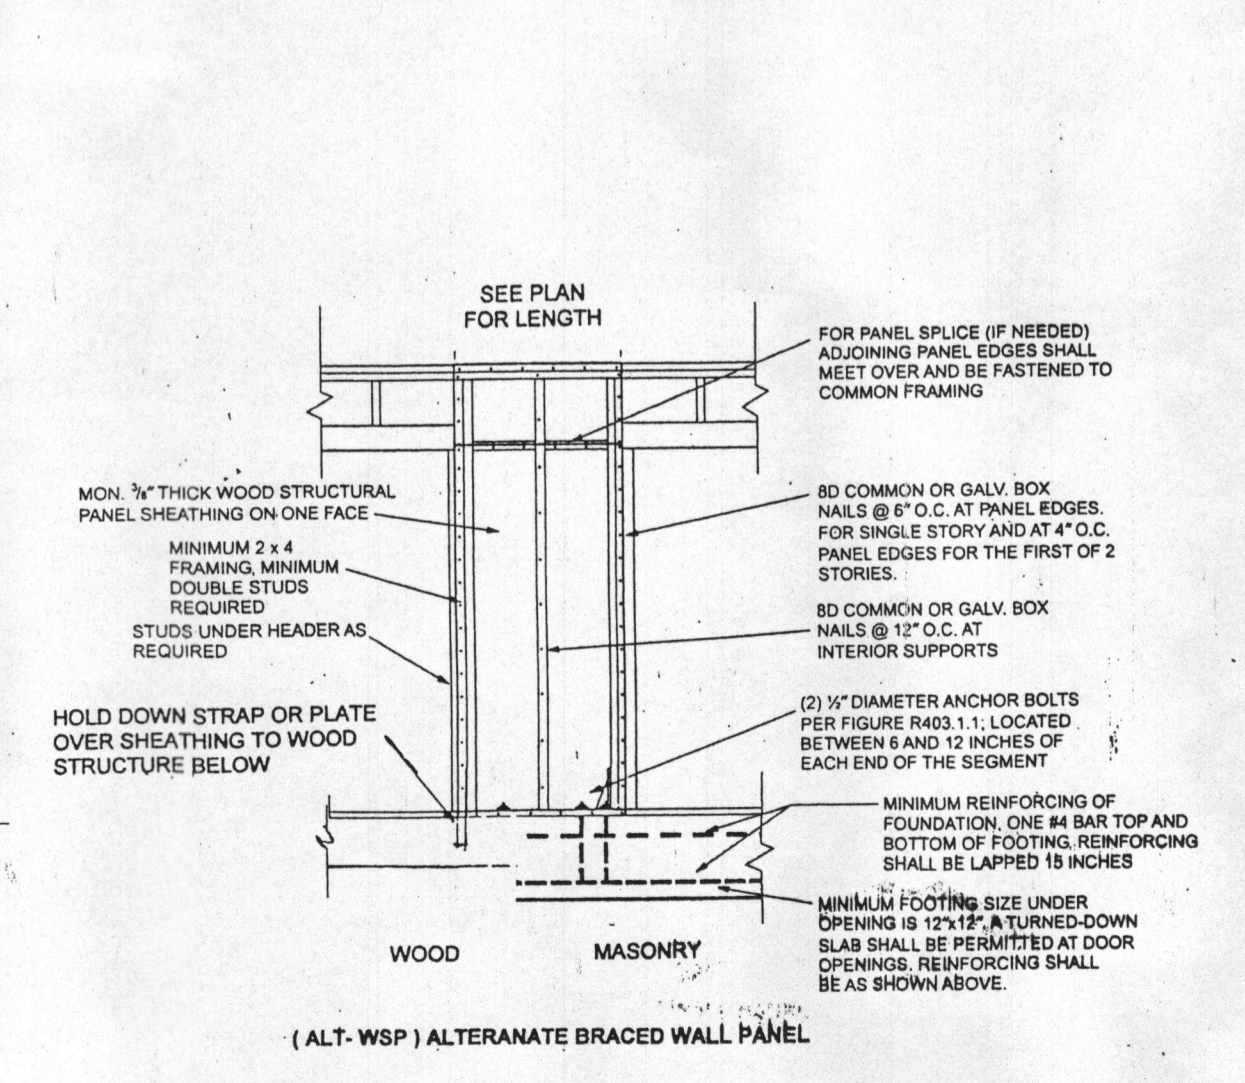 SEE PLAN
FOR LENGTH
FOR PANEL SPLICE (IF NEEDED)
ADJOINING PANEL EDGES SHALL
MEET OVER AND BE FASTENED TO
COMMON FRAMING
MON. ³/₈" THICK WOOD STRUCTURAL
PANEL SHEATHING ON ONE FACE
MINIMUM 2 x 4
FRAMING, MINIMUM
DOUBLE STUDS
REQUIRED
STUDS UNDER HEADER AS
REQUIRED
HOLD DOWN STRAP OR PLATE
OVER SHEATHING TO WOOD
STRUCTURE BELOW
8D COMMON OR GALV. BOX
NAILS @ 6" O.C. AT PANEL EDGES.
FOR SINGLE STORY AND AT 4" O.C.
PANEL EDGES FOR THE FIRST OF 2
STORIES.
8D COMMON OR GALV. BOX
NAILS @ 12" O.C. AT
INTERIOR SUPPORTS
(2) ½" DIAMETER ANCHOR BOLTS
PER FIGURE R403.1.1; LOCATED
BETWEEN 6 AND 12 INCHES OF
EACH END OF THE SEGMENT
MINIMUM REINFORCING OF
FOUNDATION, ONE #4 BAR TOP AND
BOTTOM OF FOOTING, REINFORCING
SHALL BE LAPPED 15 INCHES
MINIMUM FOOTING SIZE UNDER
OPENING IS 12"x12". A TURNED-DOWN
SLAB SHALL BE PERMITTED AT DOOR
OPENINGS. REINFORCING SHALL
BE AS SHOWN ABOVE.
WOOD
MASONRY
( ALT- WSP ) ALTERANATE BRACED WALL PANEL